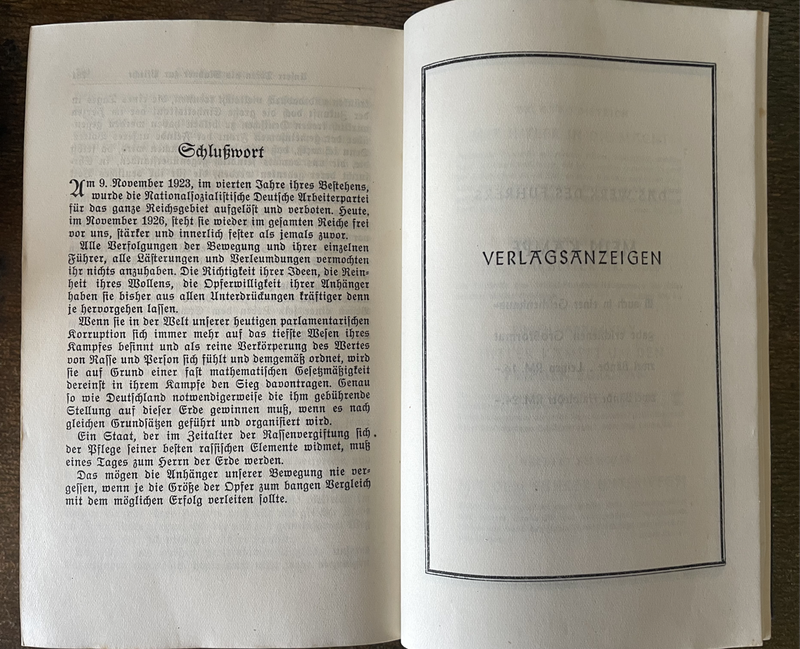 Schlußwort
Am 9. November 1923, im vierten Jahre ihres Bestehens,
wurde die Nationalsozialistische Deutsche Arbeiterpartei
für das ganze Reichsgebiet aufgelöst und verboten. Heute,
im November 1926, steht sie wieder im gesamten Reiche frei
vor uns, stärker und innerlich fester als jemals zuvor.
Alle Verfolgungen der Bewegung und ihrer einzelnen
Führer, alle Lästerungen und Verleumdungen vermochten
ihr nichts anzuhaben. Die Richtigkeit ihrer Ideen, die Rein-
heit ihres Wollens, die Opferwilligkeit ihrer Anhänger
haben sie bisher aus allen Unterdrückungen kräftiger denn
je hervorgehen lassen.
Wenn sie in der Welt unserer heutigen parlamentarischen
Korruption sich immer mehr auf das tiefste Wesen ihres
Kampfes besinnt und als reine Verkörperung des Wertes
von Rasse und Person sich fühlt und demgemäß ordnet, wird
sie auf Grund einer fast mathematischen Gesetzmäßigkeit
dereinst in ihrem Kampfe den Sieg davontragen. Genau
so wie Deutschland notwendigerweise die ihm gebührende
Stellung auf dieser Erde gewinnen muß, wenn es nach
gleichen Grundsätzen geführt und organisiert wird.
Ein Staat, der im Zeitalter der Rassenvergiftung sich
der Pflege seiner besten rassischen Elemente widmet, muß
eines Tages zum Herrn der Erde werden.
Das mögen die Anhänger unserer Bewegung nie ver-
gessen, wenn je die Größe der Opfer zum bangen Vergleich
mit dem möglichen Erfolg verleiten sollte.
VERLAGSANZEIGEN